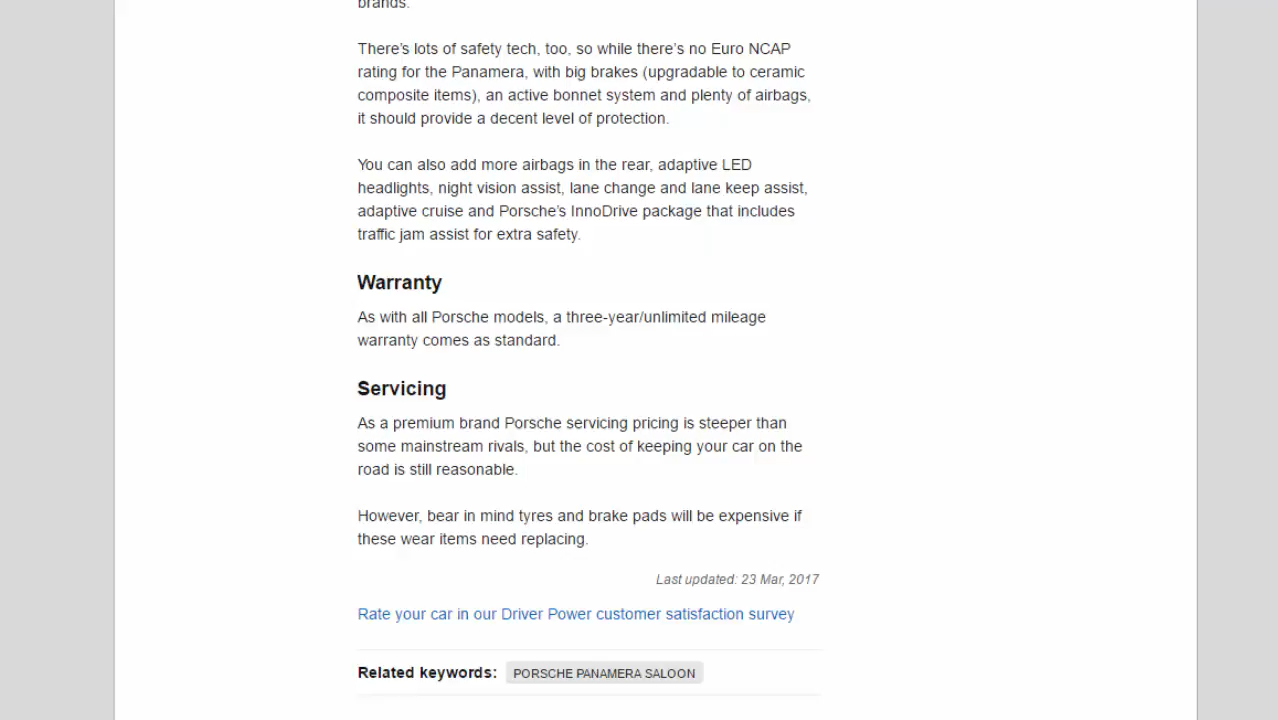 brands.
There's lots of safety tech, too, so while there's no Euro NCAP
rating for the Panamera, with big brakes (upgradable to ceramic
composite items), an active bonnet system and plenty of airbags,
it should provide a decent level of protection.
You can also add more airbags in the rear, adaptive LED
headlights, night vision assist, lane change and lane keep assist,
adaptive cruise and Porsche's InnoDrive package that includes
traffic jam assist for extra safety.
Warranty
As with all Porsche models, a three-year/unlimited mileage
warranty comes as standard.
Servicing
As a premium brand Porsche servicing pricing is steeper than
some mainstream rivals, but the cost of keeping your car on the
road is still reasonable.
However, bear in mind tyres and brake pads will be expensive if
these wear items need replacing.
Last updated: 23 Mar, 2017
Rate your car in our Driver Power customer satisfaction survey
Related keywords: PORSCHE PANAMERA SALOON